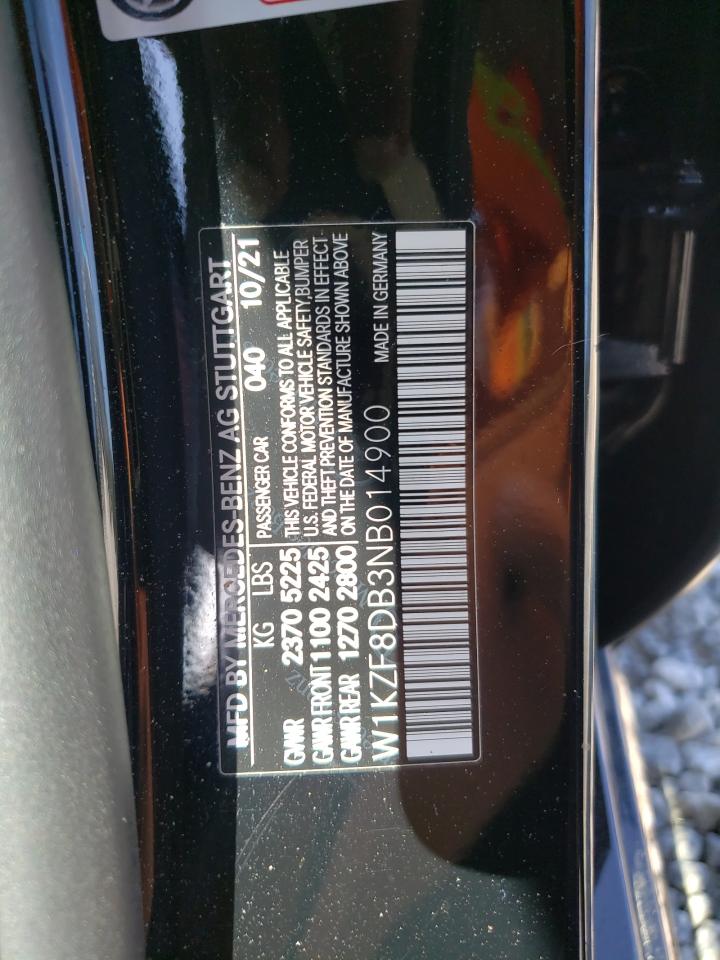 MFD BY MERCEDES-BENZ AG STUTTGART
KG LBS PASSENGER CAR 040 10/21
GVWR 2370 5225 THIS VEHICLE CONFORMS TO ALL APPLICABLE
GAWR FRONT 1100 2425 U.S. FEDERAL MOTOR VEHICLE SAFETY, BUMPER
GAWR REAR 1270 2800 AND THEFT PREVENTION STANDARDS IN EFFECT
ON THE DATE OF MANUFACTURE SHOWN ABOVE
W1KZF8DB3NB014900 MADE IN GERMANY